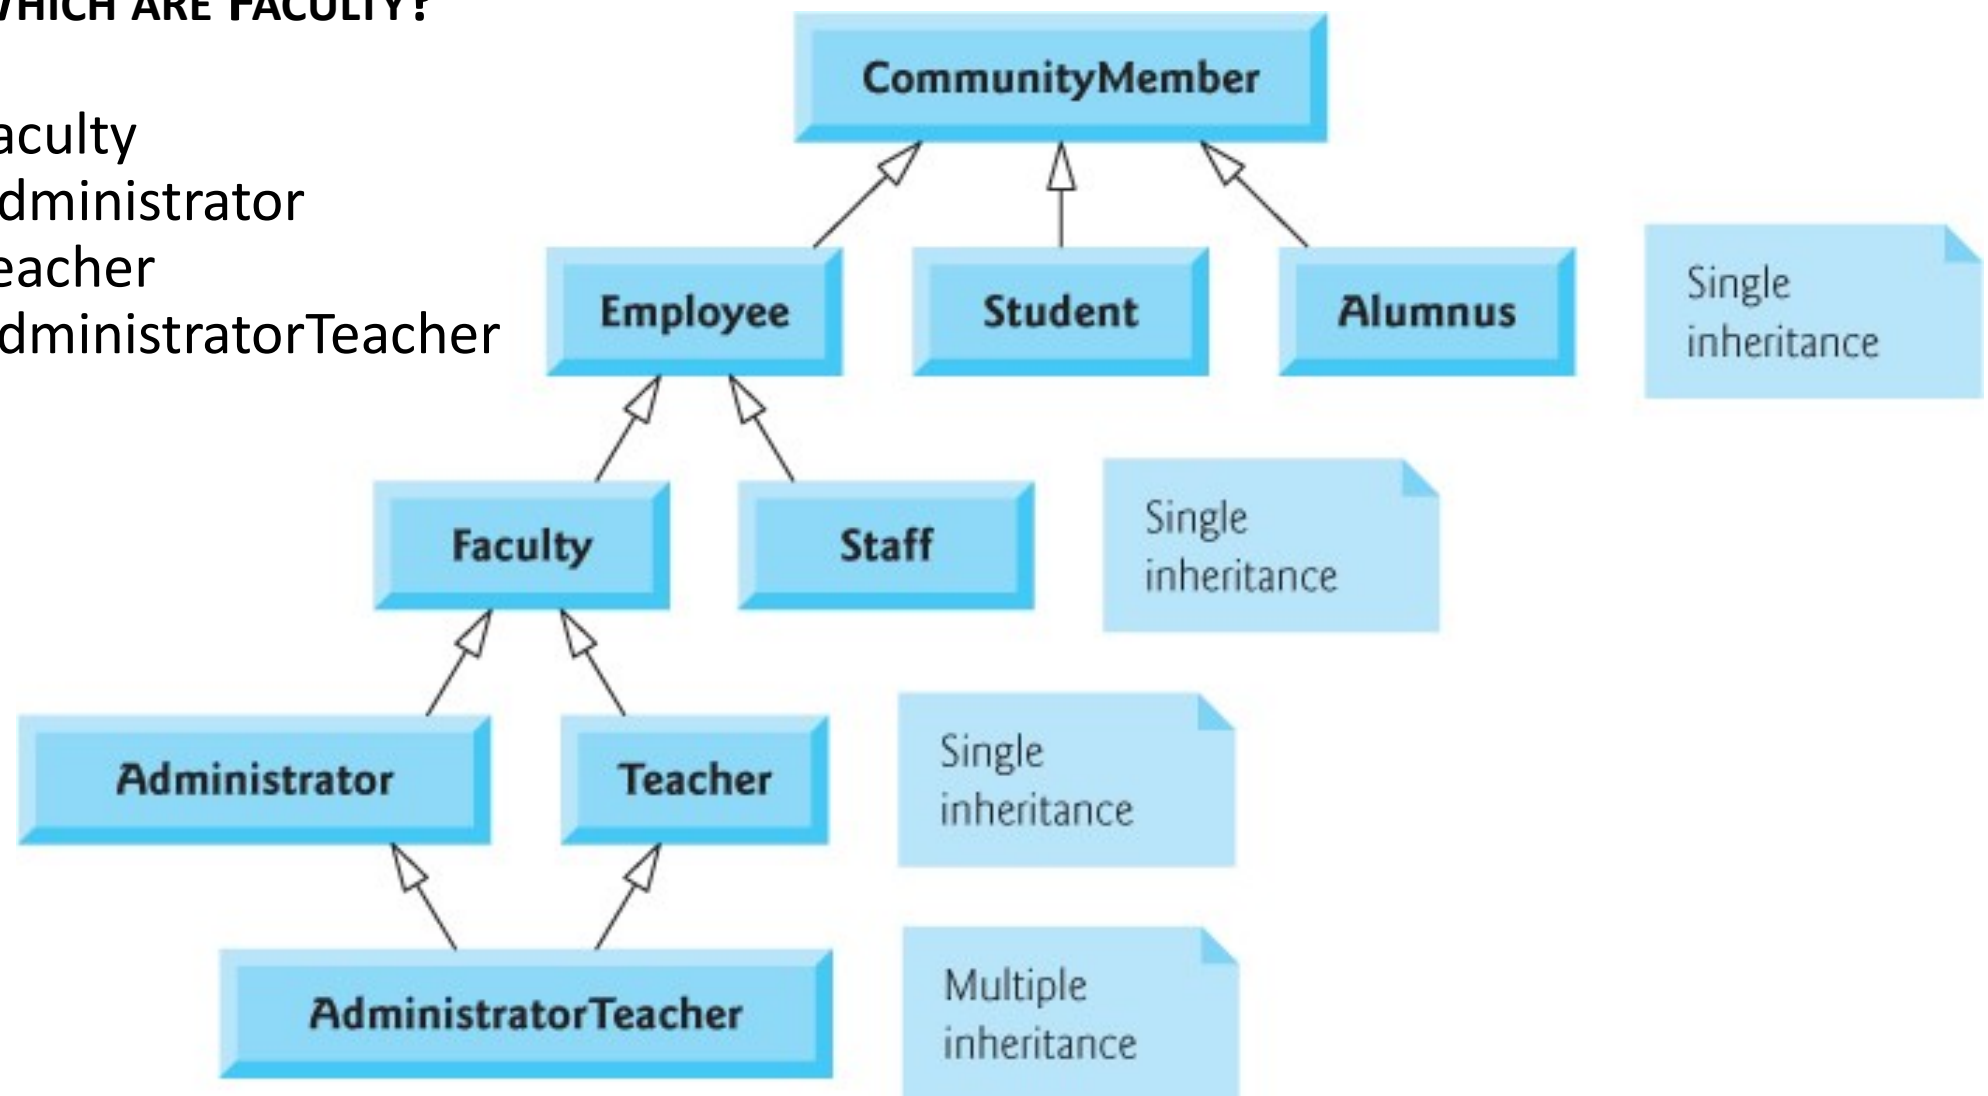 WHICH ARE FACULTY?
aculty
dministrator
eacher
dministratorTeacher
CommunityMember
Employee
Student
Alumnus
Single
inheritance
Faculty
Staff
Single
inheritance
Administrator
Teacher
Single
inheritance
AdministratorTeacher
Multiple
inheritance